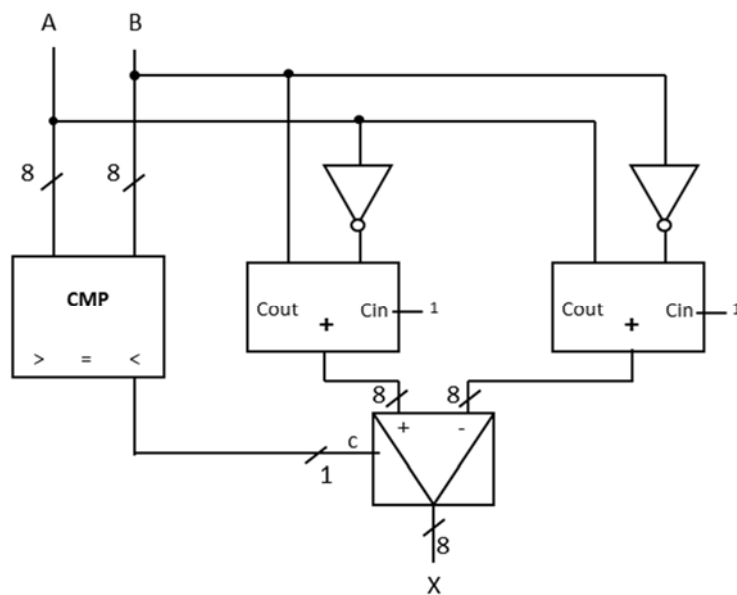 A B
8 8
CMP
> = <
Cout + Cin 1
Cout + Cin 1
8 8
+ -
c
1
8
X